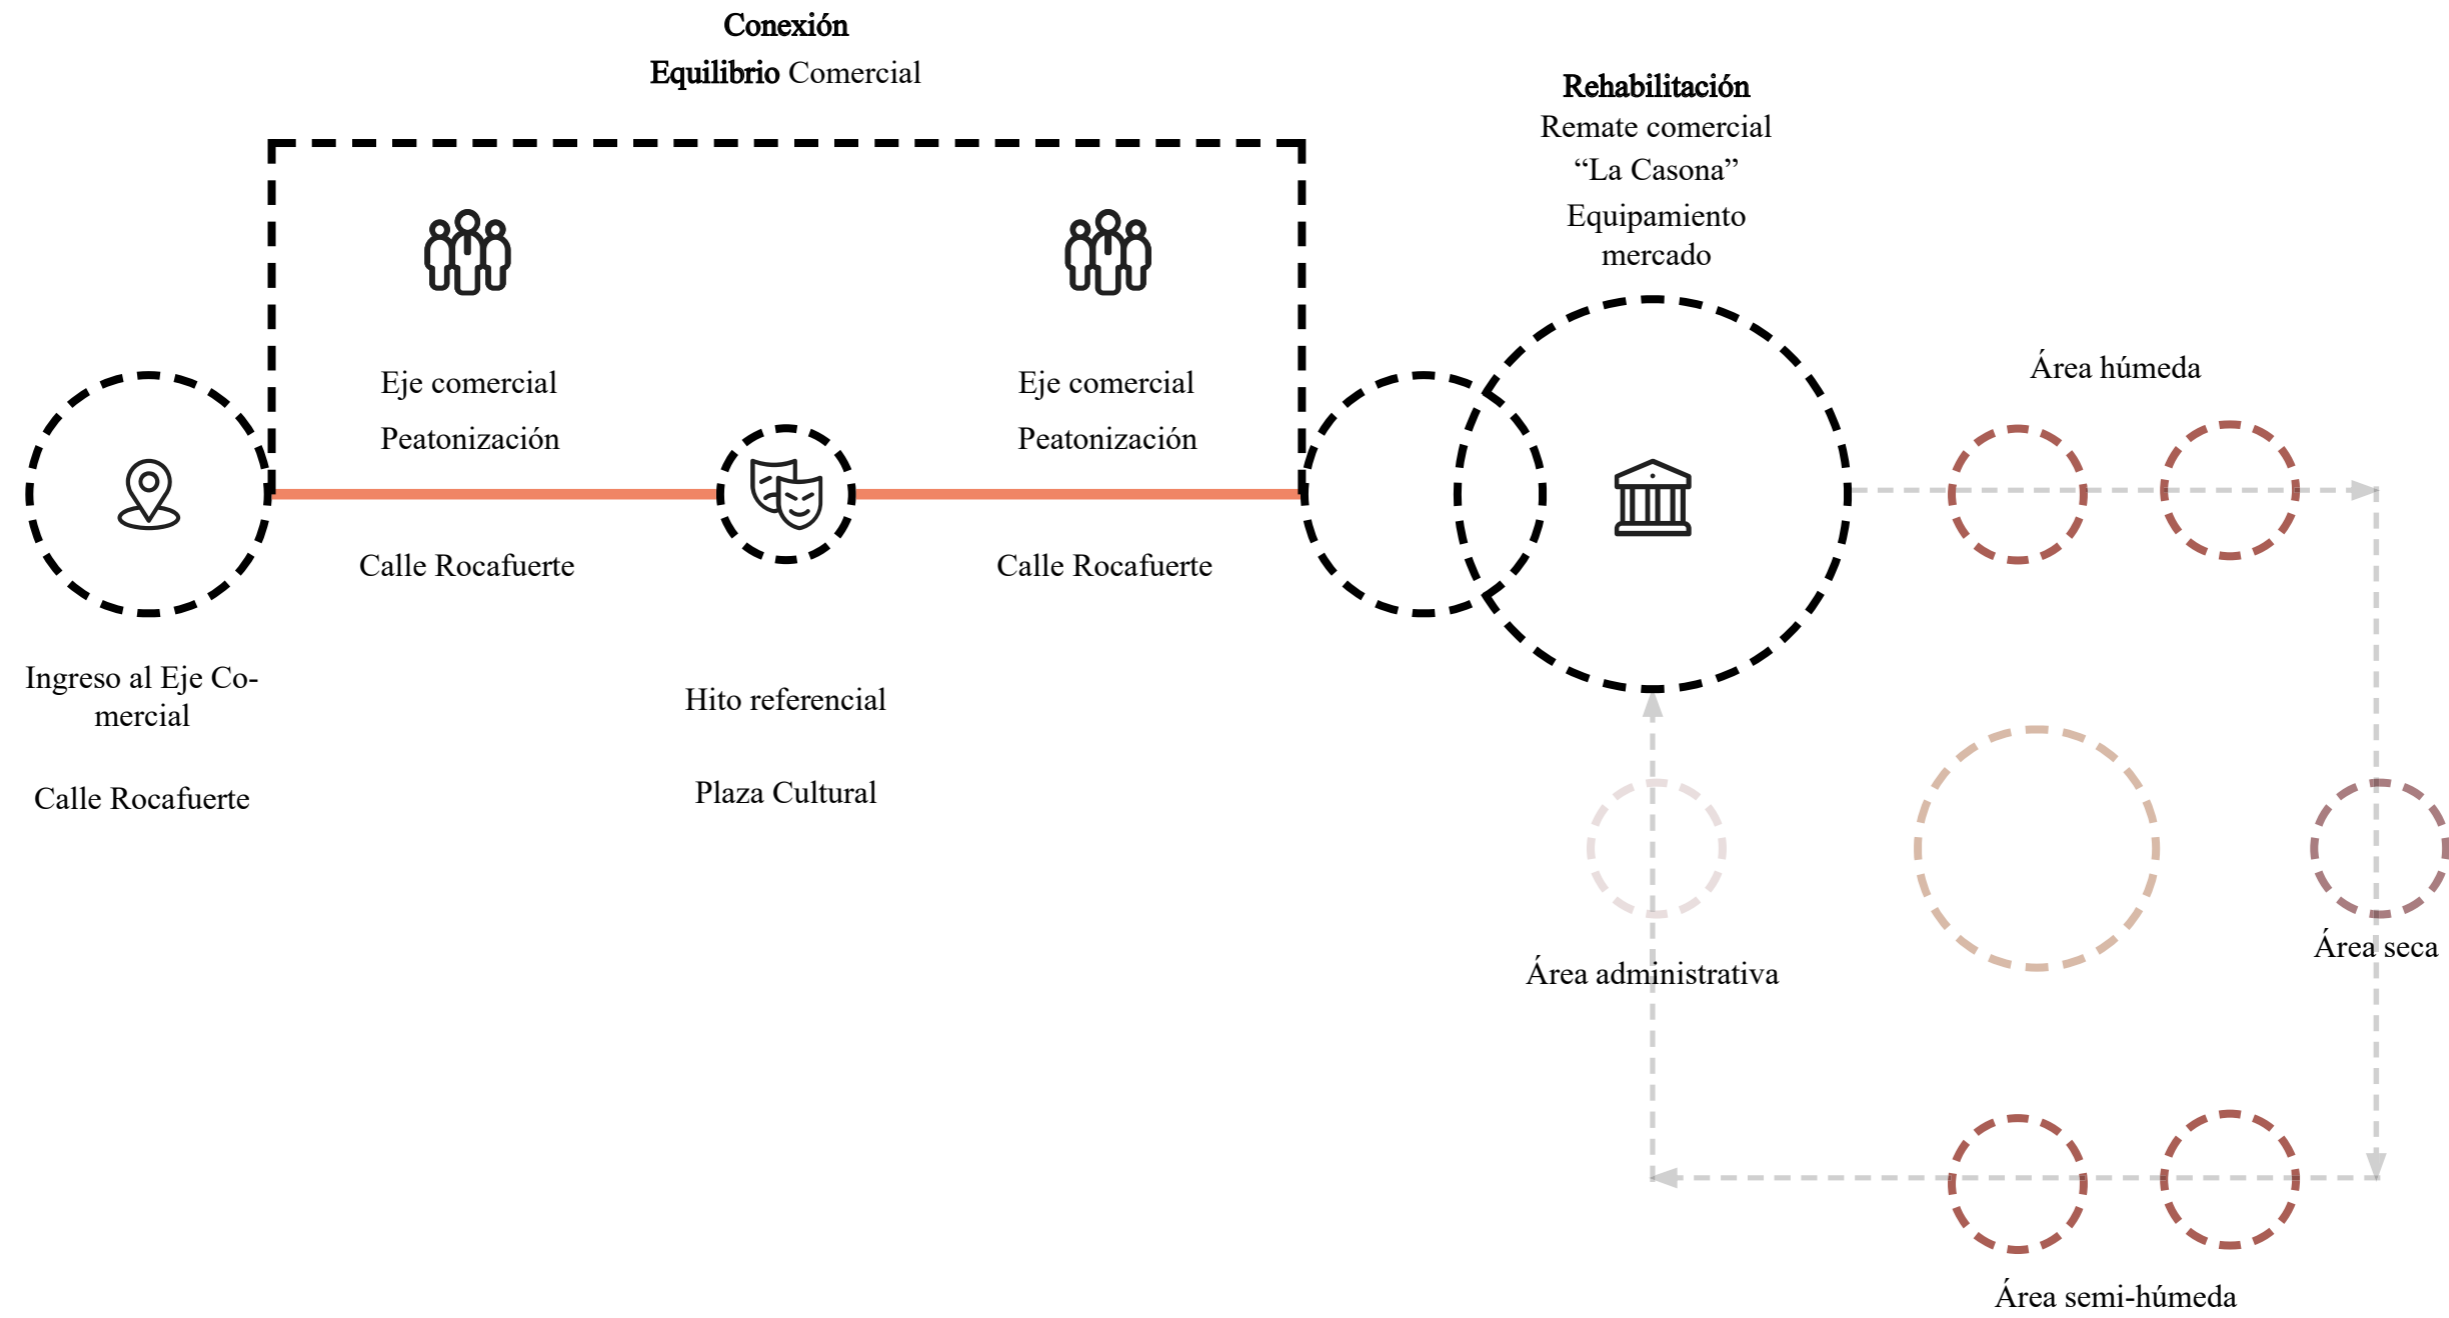 Conexión
Equilibrio Comercial
Rehabilitación
Remate comercial
“La Casona”
Equipamiento
mercado
Eje comercial
Peatonización
Calle Rocafuerte
Eje comercial
Peatonización
Calle Rocafuerte
Ingreso al Eje Co-
mercial
Calle Rocafuerte
Hito referencial
Plaza Cultural
Área húmeda
Área seca
Área administrativa
Área semi-húmeda